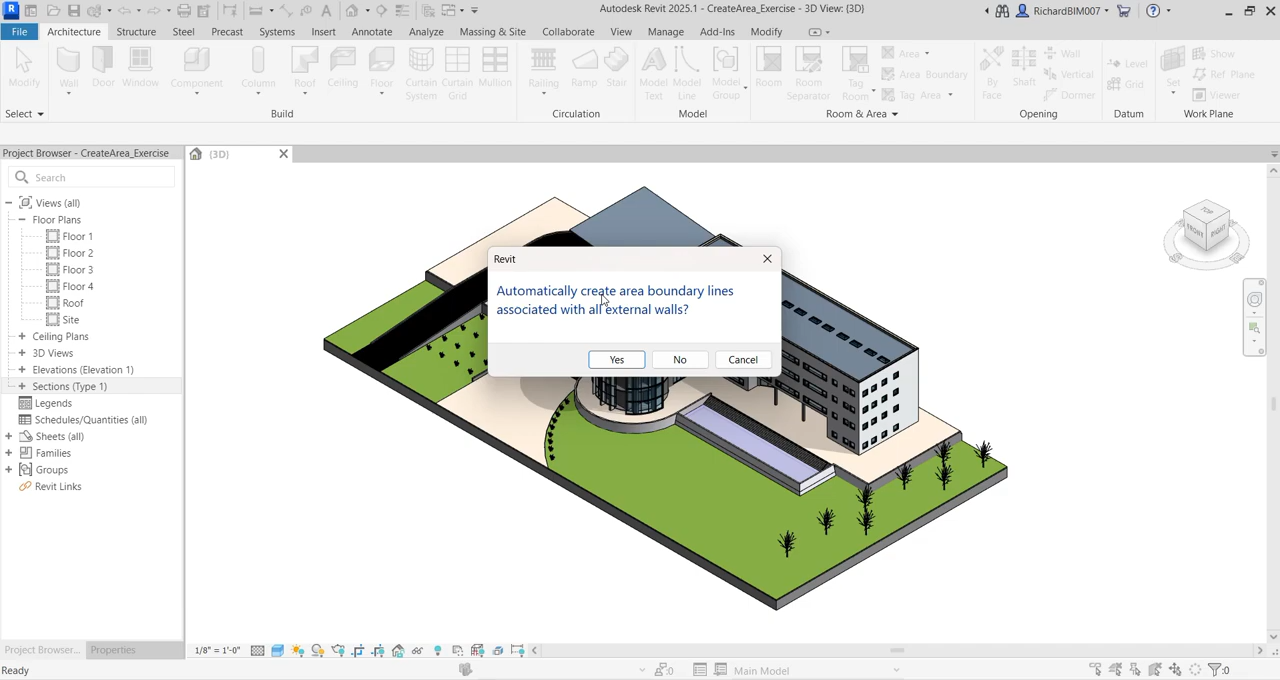 Autodesk Revit 2025.1 - CreateArea_Exercise - 3D View: {3D}
RichardBIM007
File
Architecture
Structure
Steel
Precast
Systems
Insert
Annotate
Analyze
Massing & Site
Collaborate
View
Manage
Add-Ins
Modify
Modify
Wall
Door
Window
Component
Column
Roof
Ceiling
Floor
Curtain System
Curtain Grid
Mullion
Railing
Ramp
Stair
Model Text
Model Line
Model Group
Room
Room Separator
Tag Room
Area
Area Boundary
Tag Area
By Face
Shaft
Wall
Vertical
Dormer
Level
Grid
Set
Show
Ref Plane
Viewer
Select
Build
Circulation
Model
Room & Area
Opening
Datum
Work Plane
Project Browser - CreateArea_Exercise
{3D}
Search
Views (all)
Floor Plans
Floor 1
Floor 2
Floor 3
Floor 4
Roof
Site
Ceiling Plans
3D Views
Elevations (Elevation 1)
Sections (Type 1)
Legends
Schedules/Quantities (all)
Sheets (all)
Families
Groups
Revit Links
Revit
Automatically create area boundary lines
associated with all external walls?
Yes
No
Cancel
TOP
FRONT
RIGHT
Project Browser...
Properties
1/8" = 1'-0"
Ready
:0
Main Model
:0